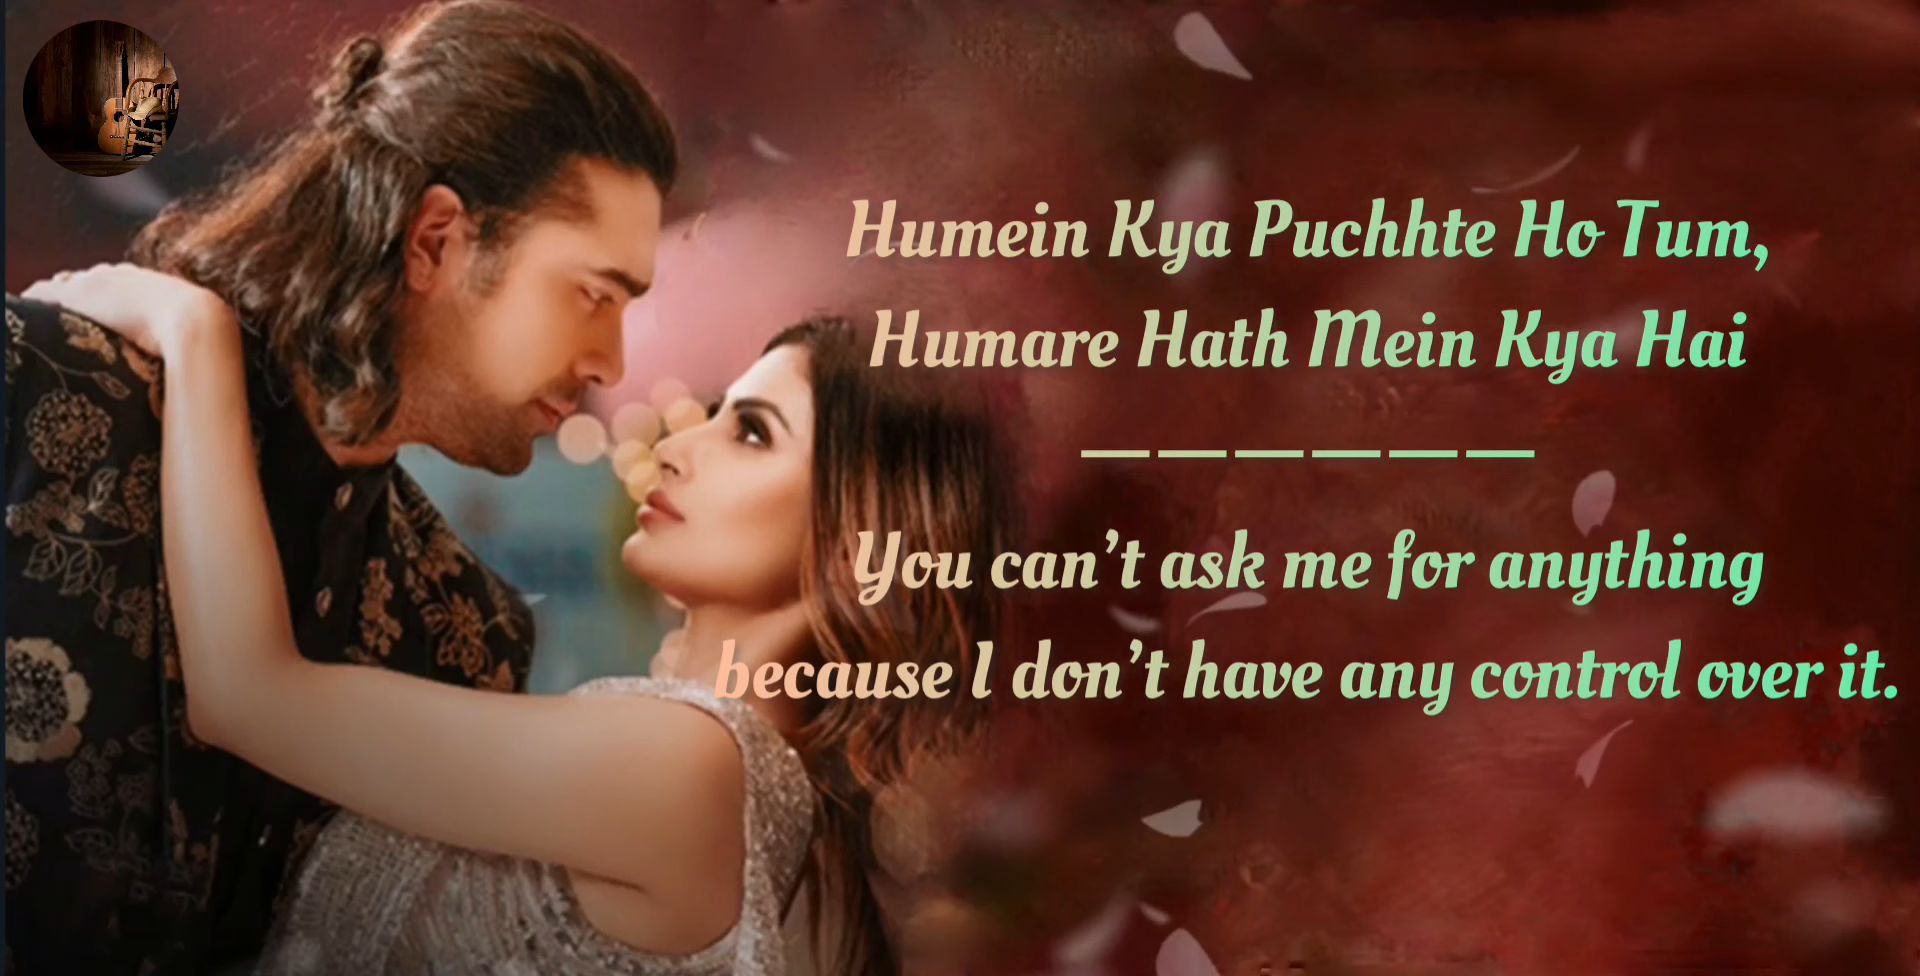 Humein Kya Puchhte Ho Tum,
Humare Hath Mein Kya Hai
——————
You can’t ask me for anything
because I don’t have any control over it.